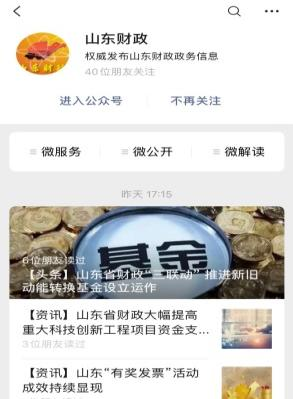 山东财政
权威发布山东财政政务信息
40位朋友关注
进入公众号
不再关注
微服务
微公开
微解读
昨天 17:15
基金
6位朋友读过
【头条】山东省财政“三联动”推进新旧
动能转换基金设立运作
【资讯】山东省财政大幅提高
重大科技创新工程项目资金支...
3位朋友读过
【资讯】山东“有奖发票”活动
成效持续显现